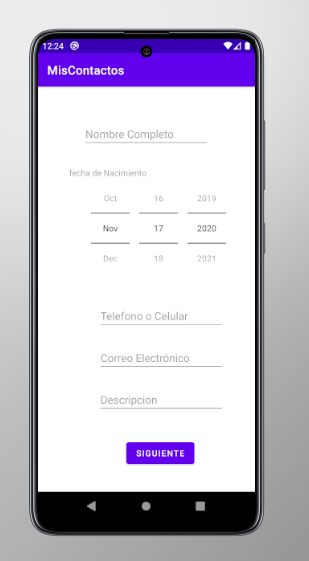 12:24
MisContactos
Nombre Completo
fecha de Nacimiento
Oct 16 2019
Nov 17 2020
Dec 18 2021
Telefono o Celular
Correo Electrónico
Descripcion
SIGUIENTE